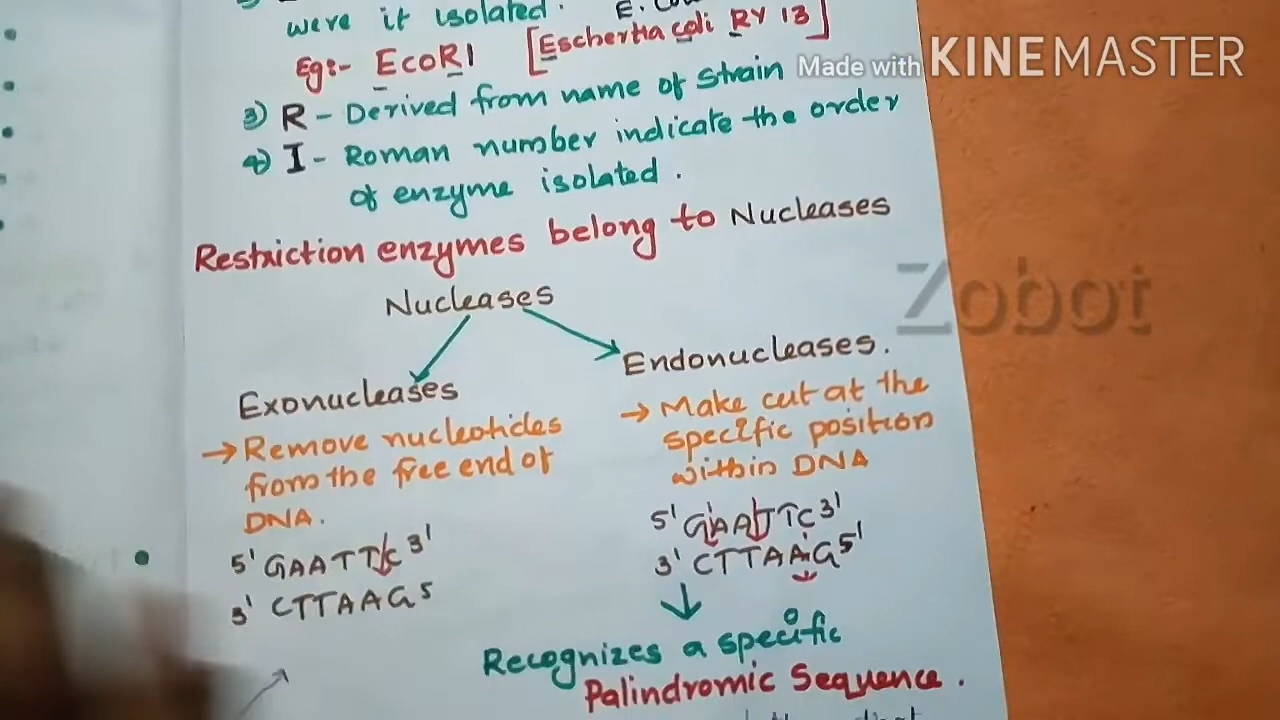 were it isolated.
Eg:- EcoR1 [Eschertia coli RY 13]
Made with KINEMASTER
3) R - Derived from name of strain
4) I - Roman number indicate the order
of enzyme isolated.
Restriction enzymes belong to Nucleases
Zobot
Nucleases
Exonucleases
→ Remove nucleotides
from the free end of
DNA.
5' GAATTC 3'
3' CTTAAG 5
Endonucleases.
→ Make cut at the
specific position
within DNA
5' GAATTC 3'
3' CTTAAG 5'
Recognizes a specific
Palindromic Sequence.